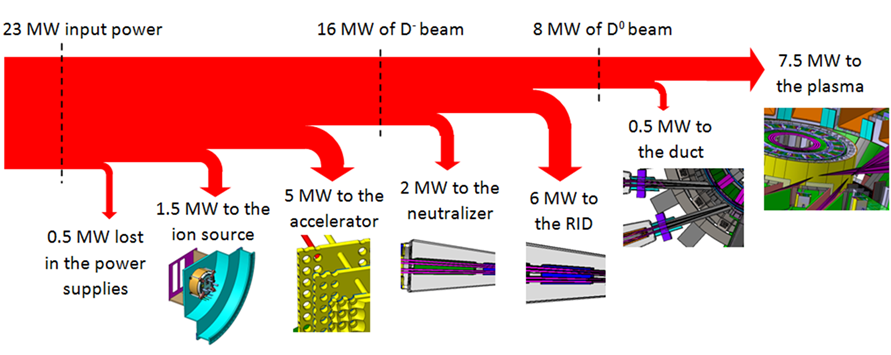 23 MW input power
16 MW of D⁻ beam
8 MW of D⁰ beam
7.5 MW to
the plasma
0.5 MW lost
in the power
supplies
1.5 MW to the
ion source
5 MW to the
accelerator
2 MW to the
neutralizer
6 MW to
the RID
0.5 MW to
the duct